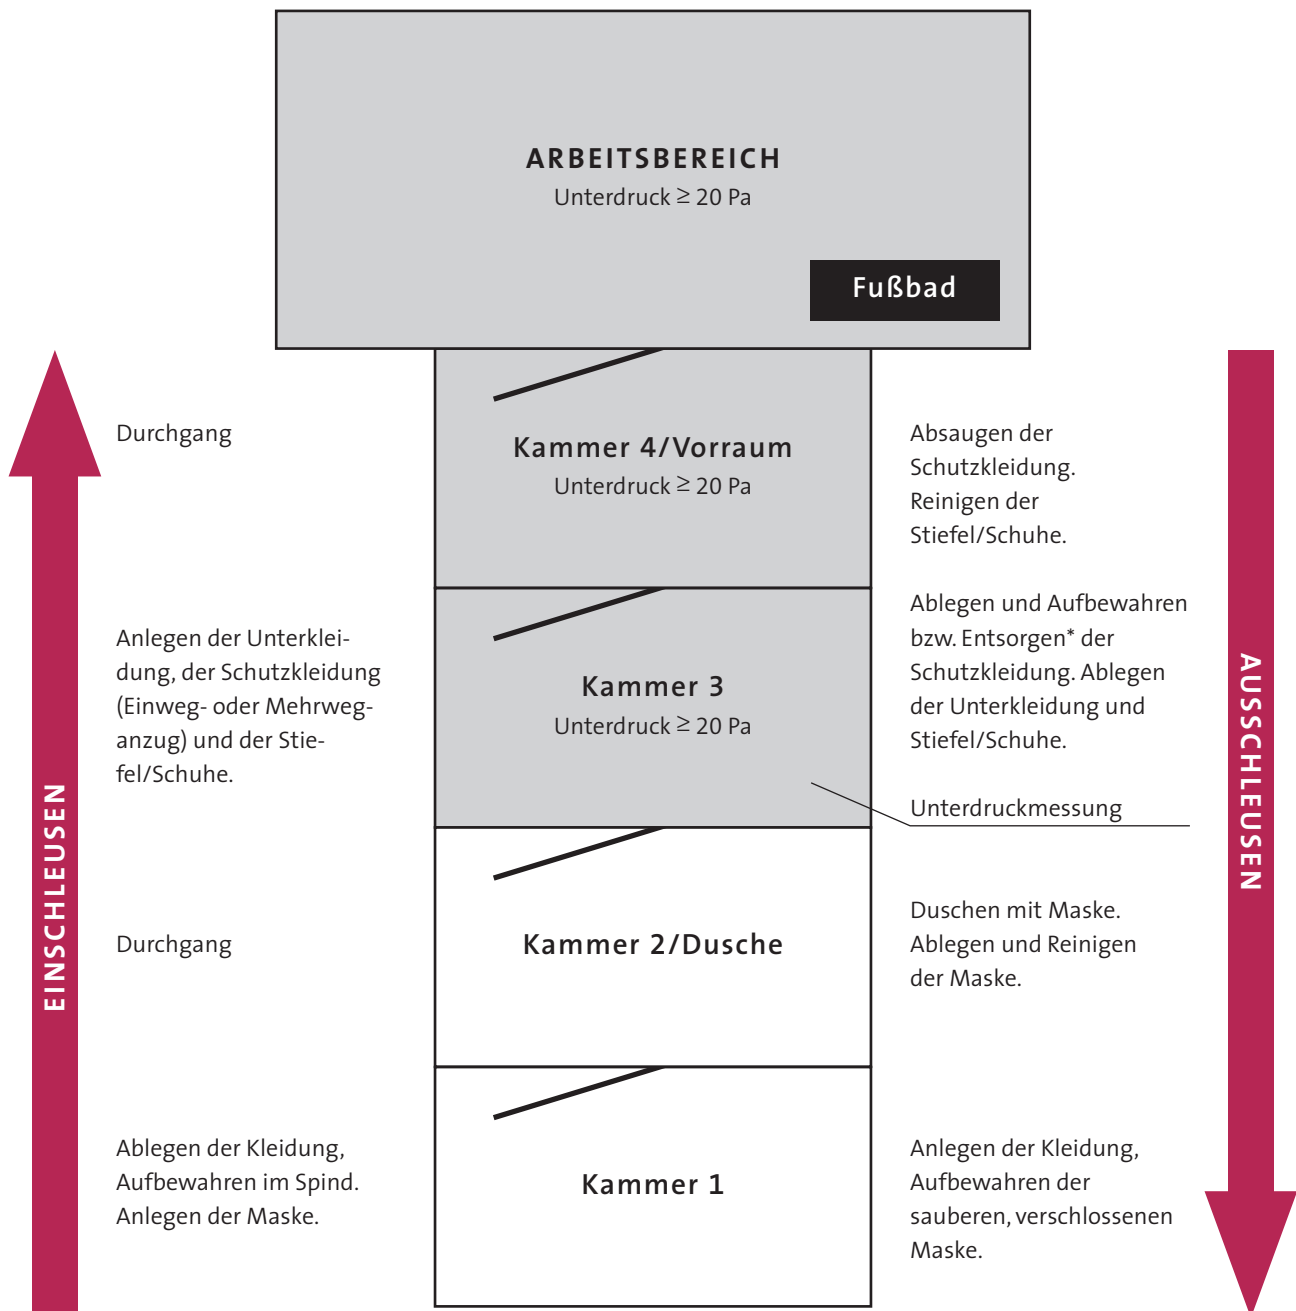 ARBEITSBEREICH
Unterdruck ≥ 20 Pa
Fußbad
Durchgang
Kammer 4/Vorraum
Unterdruck ≥ 20 Pa
Absaugen der
Schutzkleidung.
Reinigen der
Stiefel/Schuhe.
Anlegen der Unterklei-
dung, der Schutzkleidung
(Einweg- oder Mehrweg-
anzug) und der Stie-
fel/Schuhe.
Kammer 3
Unterdruck ≥ 20 Pa
Ablegen und Aufbewahren
bzw. Entsorgen* der
Schutzkleidung. Ablegen
der Unterkleidung und
Stiefel/Schuhe.
Unterdruckmessung
EINSCHLEUSEN
AUSSCHLEUSEN
Durchgang
Kammer 2/Dusche
Duschen mit Maske.
Ablegen und Reinigen
der Maske.
Ablegen der Kleidung,
Aufbewahren im Spind.
Anlegen der Maske.
Kammer 1
Anlegen der Kleidung,
Aufbewahren der
sauberen, verschlossenen
Maske.